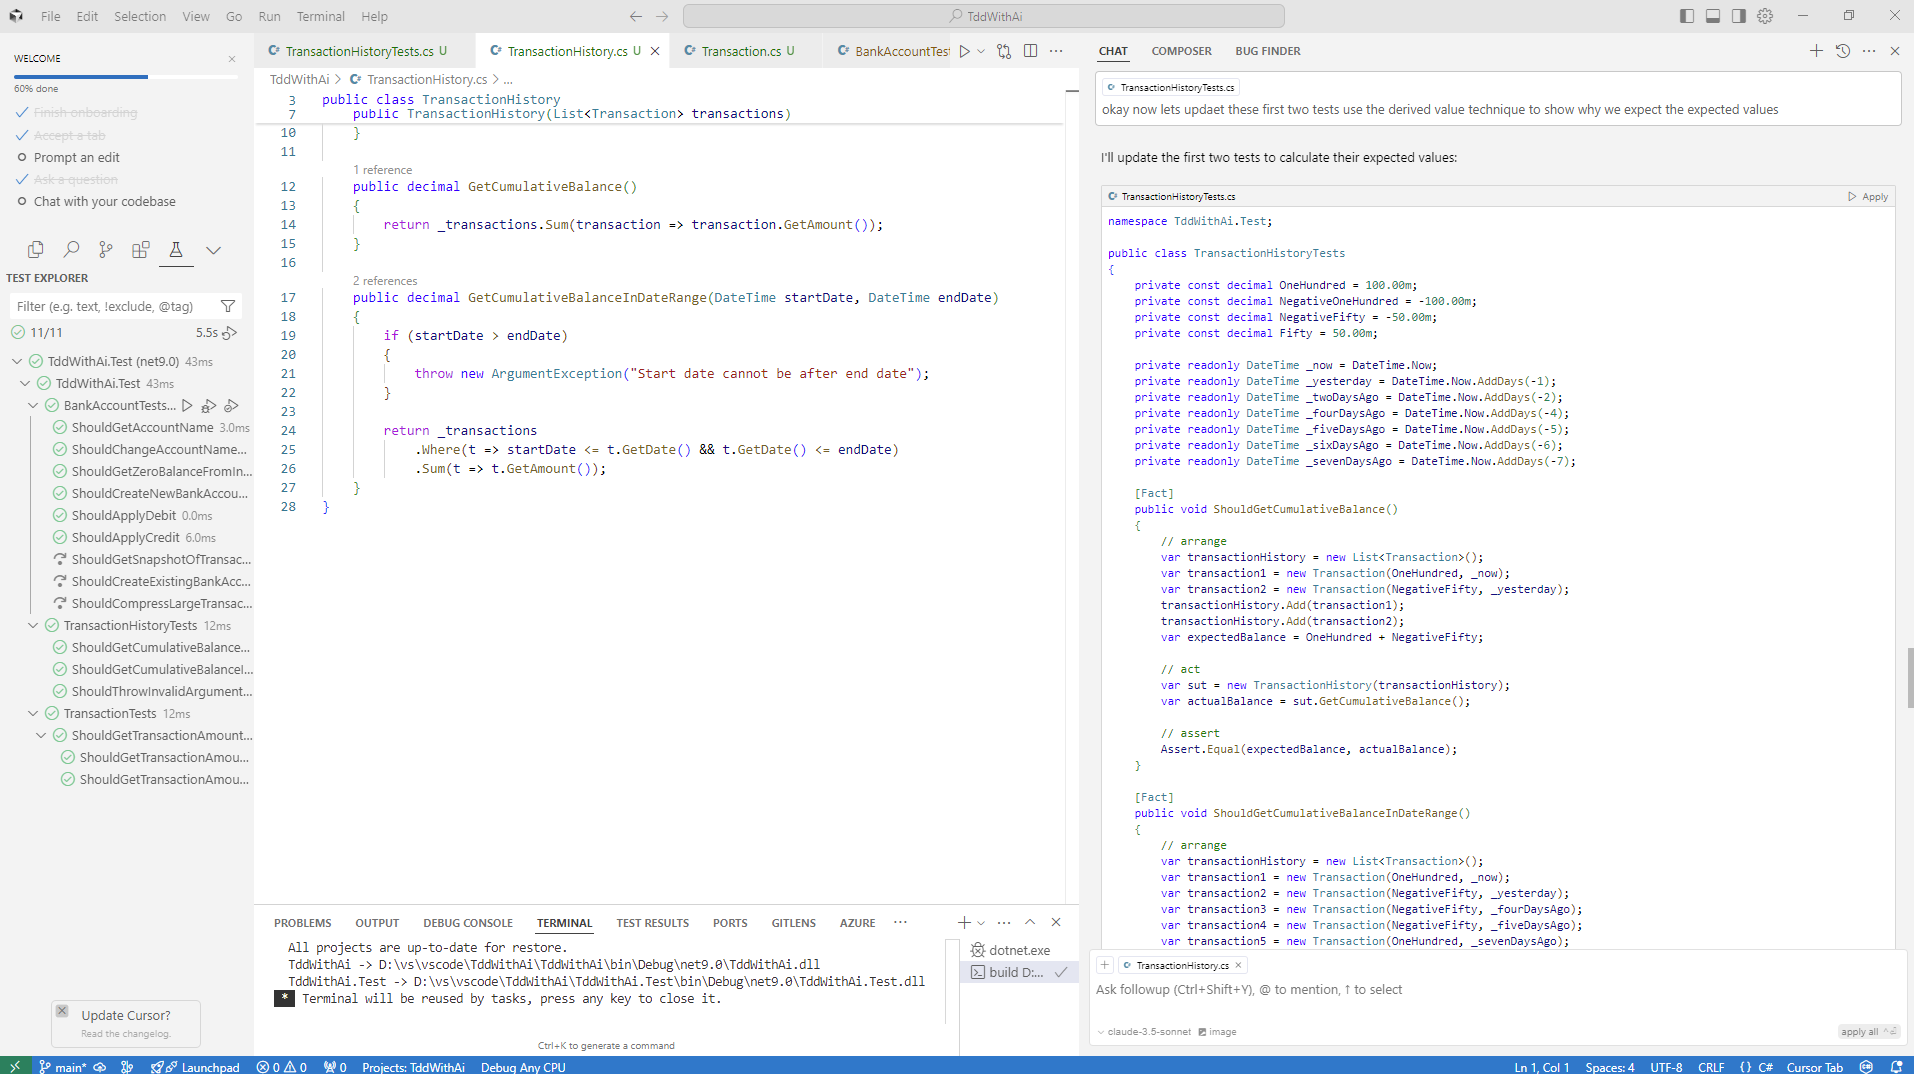 File Edit Selection View Go Run Terminal Help
TddWithAi
WELCOME
60% done
Finish onboarding
Accept a tab
Prompt an edit
Ask a question
Chat with your codebase
TEST EXPLORER
Filter (e.g. text, !exclude, @tag)
11/11 5.5s
TddWithAi.Test (net9.0) 43ms
TddWithAi.Test 43ms
BankAccountTests...
ShouldGetAccountName 3.0ms
ShouldChangeAccountName...
ShouldGetZeroBalanceFromIn...
ShouldCreateNewBankAccou...
ShouldApplyDebit 0.0ms
ShouldApplyCredit 6.0ms
ShouldGetSnapshotOfTransac...
ShouldCreateExistingBankAcc...
ShouldCompressLargeTransac...
TransactionHistoryTests 12ms
ShouldGetCumulativeBalance...
ShouldGetCumulativeBalanceI...
ShouldThrowInvalidArgument...
TransactionTests 12ms
ShouldGetTransactionAmount...
ShouldGetTransactionAmou...
ShouldGetTransactionAmou...
Update Cursor?
Read the changelog.
TransactionHistoryTests.cs U TransactionHistory.cs U Transaction.cs U BankAccountTest
TddWithAi > TransactionHistory.cs > ...
3 public class TransactionHistory
7 public TransactionHistory(List<Transaction> transactions)
10 }
11
1 reference
12 public decimal GetCumulativeBalance()
13 {
14 return _transactions.Sum(transaction => transaction.GetAmount());
15 }
16
2 references
17 public decimal GetCumulativeBalanceInDateRange(DateTime startDate, DateTime endDate)
18 {
19 if (startDate > endDate)
20 {
21 throw new ArgumentException("Start date cannot be after end date");
22 }
23
24 return _transactions
25 .Where(t => startDate <= t.GetDate() && t.GetDate() <= endDate)
26 .Sum(t => t.GetAmount());
27 }
28 }
PROBLEMS OUTPUT DEBUG CONSOLE TERMINAL TEST RESULTS PORTS GITLENS AZURE ...
All projects are up-to-date for restore.
TddWithAi -> D:\vs\vscode\TddWithAi\TddWithAi\bin\Debug\net9.0\TddWithAi.dll
TddWithAi.Test -> D:\vs\vscode\TddWithAi\TddWithAi.Test\bin\Debug\net9.0\TddWithAi.Test.dll
* Terminal will be reused by tasks, press any key to close it.
Ctrl+K to generate a command
dotnet.exe
build D:...
CHAT COMPOSER BUG FINDER
TransactionHistoryTests.cs
okay now lets updaet these first two tests use the derived value technique to show why we expect the expected values
I'll update the first two tests to calculate their expected values:
TransactionHistoryTests.cs Apply
namespace TddWithAi.Test;
public class TransactionHistoryTests
{
private const decimal OneHundred = 100.00m;
private const decimal NegativeOneHundred = -100.00m;
private const decimal NegativeFifty = -50.00m;
private const decimal Fifty = 50.00m;
private readonly DateTime _now = DateTime.Now;
private readonly DateTime _yesterday = DateTime.Now.AddDays(-1);
private readonly DateTime _twoDaysAgo = DateTime.Now.AddDays(-2);
private readonly DateTime _fourDaysAgo = DateTime.Now.AddDays(-4);
private readonly DateTime _fiveDaysAgo = DateTime.Now.AddDays(-5);
private readonly DateTime _sixDaysAgo = DateTime.Now.AddDays(-6);
private readonly DateTime _sevenDaysAgo = DateTime.Now.AddDays(-7);
[Fact]
public void ShouldGetCumulativeBalance()
{
// arrange
var transactionHistory = new List<Transaction>();
var transaction1 = new Transaction(OneHundred, _now);
var transaction2 = new Transaction(NegativeFifty, _yesterday);
transactionHistory.Add(transaction1);
transactionHistory.Add(transaction2);
var expectedBalance = OneHundred + NegativeFifty;
// act
var sut = new TransactionHistory(transactionHistory);
var actualBalance = sut.GetCumulativeBalance();
// assert
Assert.Equal(expectedBalance, actualBalance);
}
[Fact]
public void ShouldGetCumulativeBalanceInDateRange()
{
// arrange
var transactionHistory = new List<Transaction>();
var transaction1 = new Transaction(OneHundred, _now);
var transaction2 = new Transaction(NegativeFifty, _yesterday);
var transaction3 = new Transaction(NegativeFifty, _fourDaysAgo);
var transaction4 = new Transaction(NegativeFifty, _fiveDaysAgo);
var transaction5 = new Transaction(OneHundred, _sevenDaysAgo);
TransactionHistory.cs
Ask followup (Ctrl+Shift+Y), @ to mention, ↑ to select
claude-3.5-sonnet image apply all
main* Launchpad 0 0 0 Projects: TddWithAi Debug Any CPU Ln 1, Col 1 Spaces: 4 UTF-8 CRLF {} C# Cursor Tab